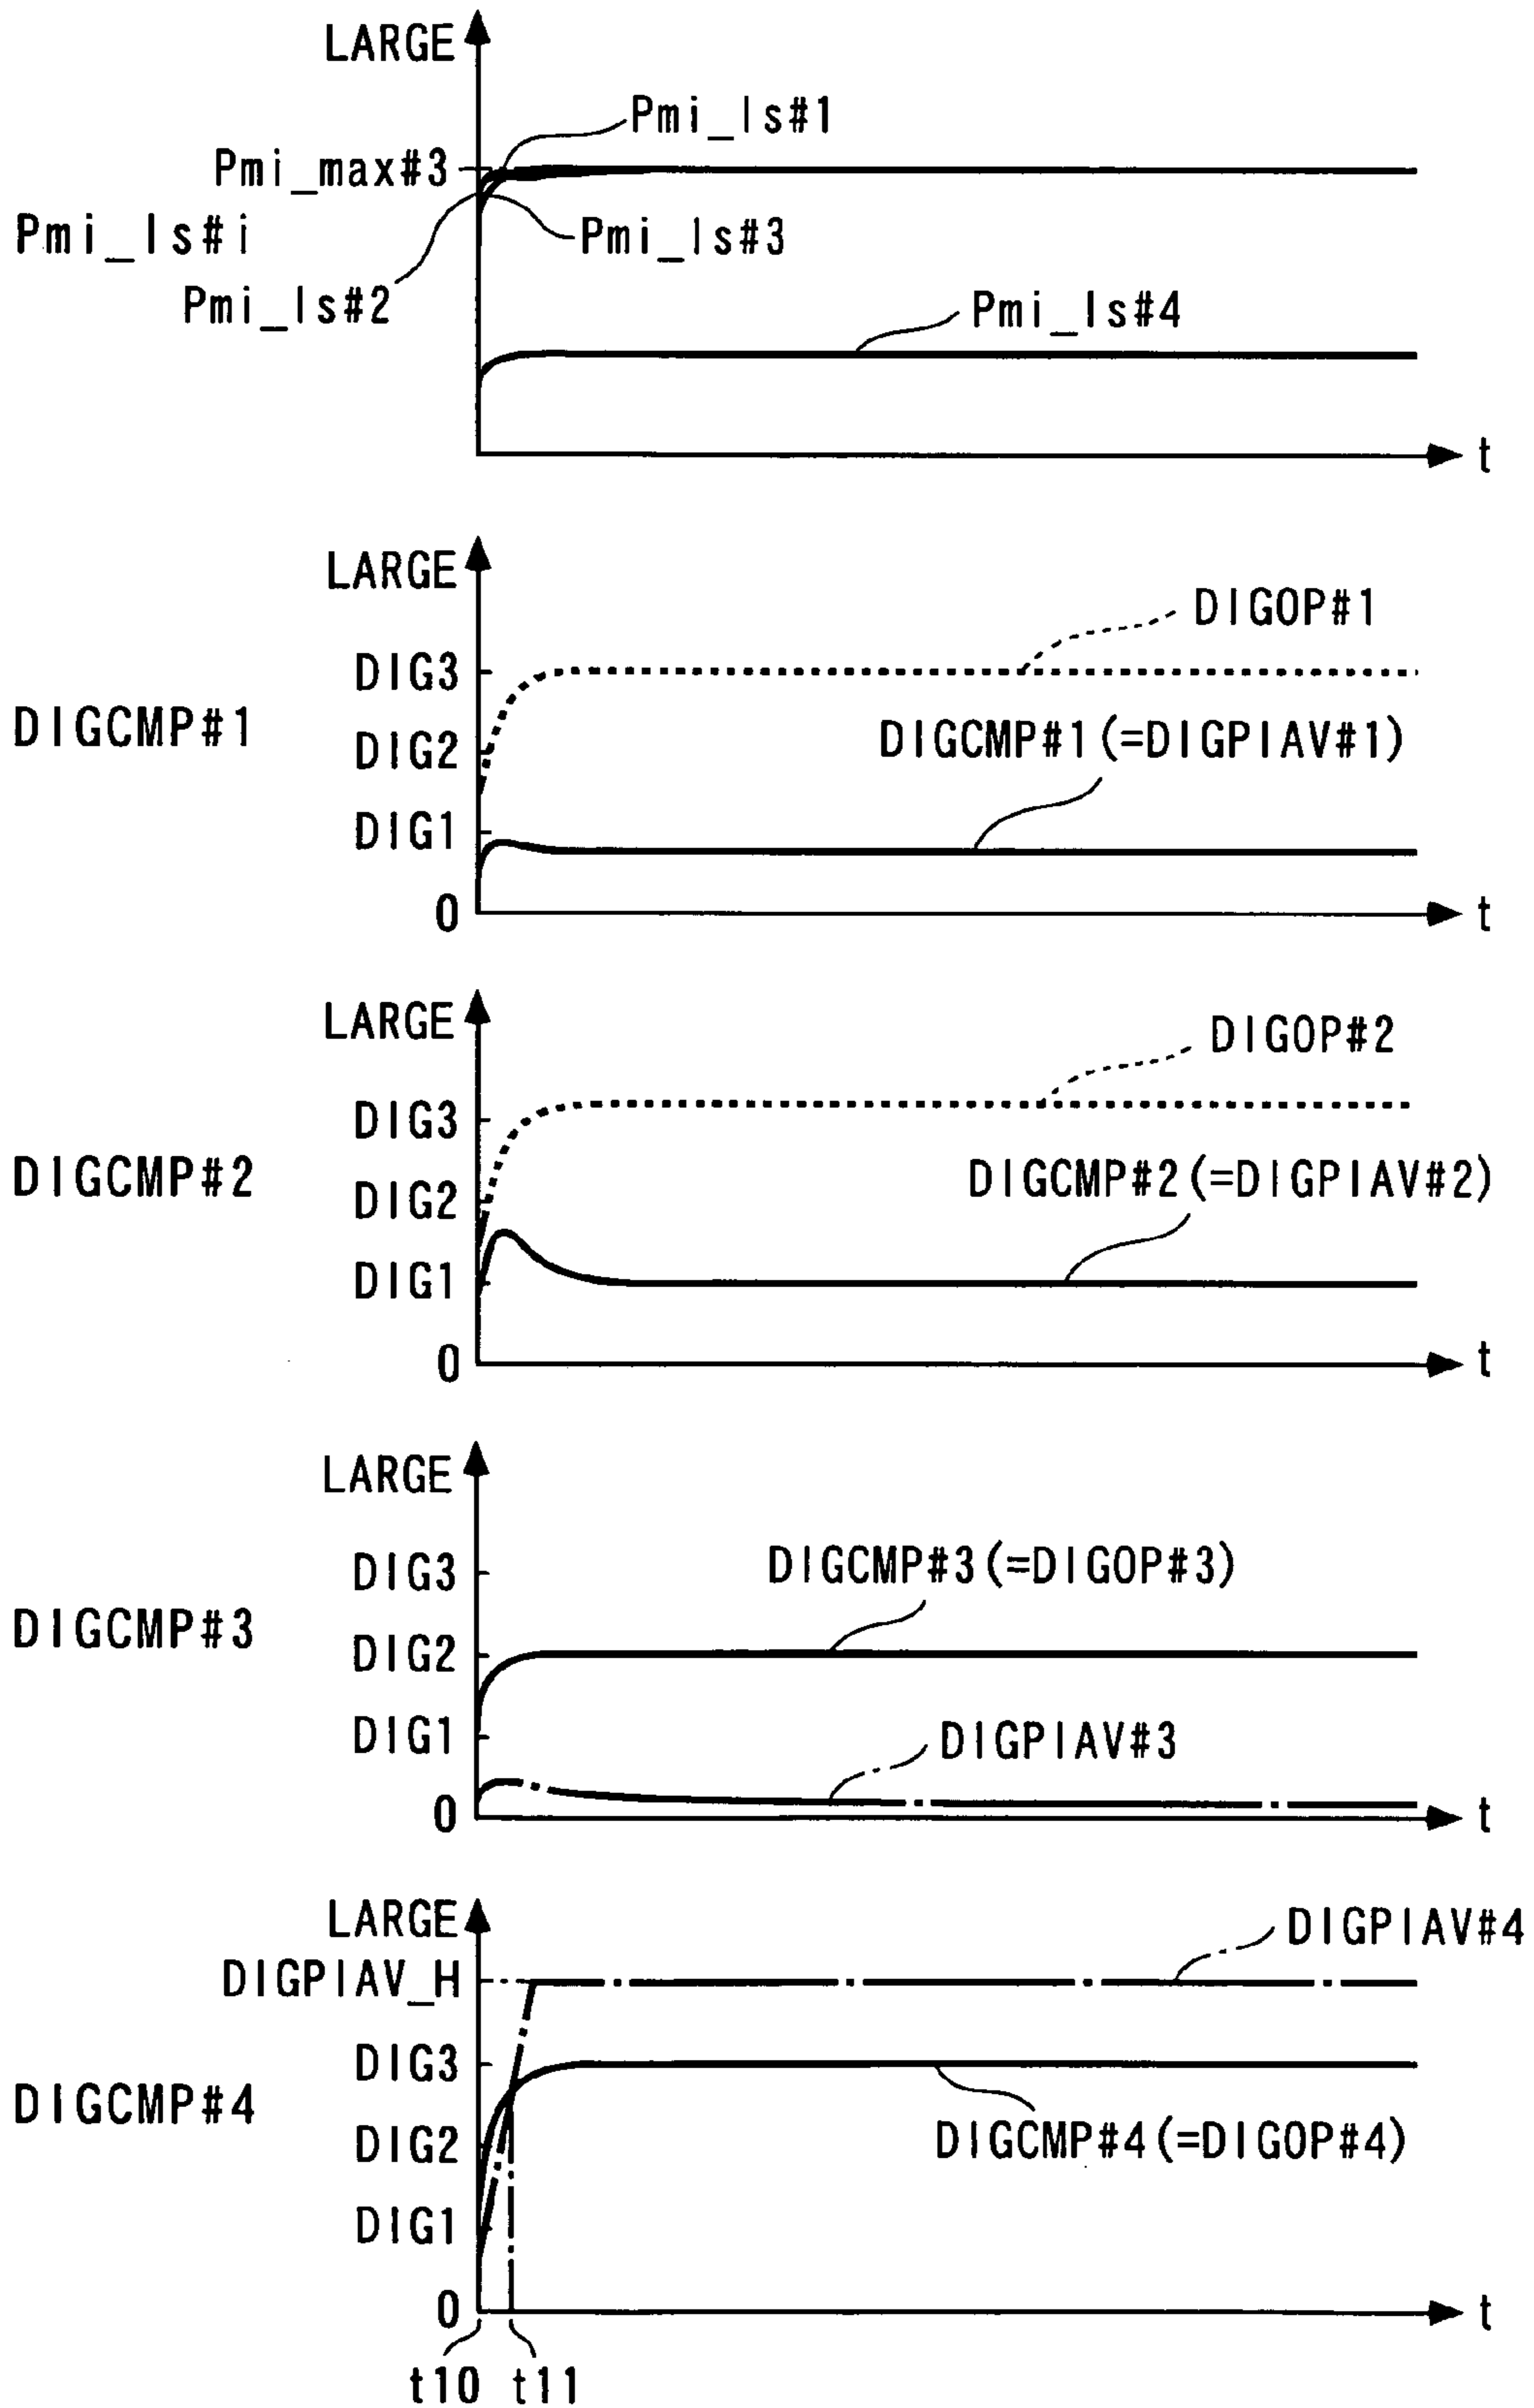 LARGE
Pmi_ls#1
Pmi_max#3
Pmi_ls#i
Pmi_ls#3
Pmi_ls#2
Pmi_ls#4
t
LARGE
DIGOP#1
DIG3
DIGCMP#1
DIG2
DIGCMP#1(=DIGPIAV#1)
DIG1
0
t
LARGE
DIGOP#2
DIG3
DIGCMP#2
DIG2
DIGCMP#2(=DIGPIAV#2)
DIG1
0
t
LARGE
DIG3
DIGCMP#3(=DIGOP#3)
DIGCMP#3
DIG2
DIG1
DIGPIAV#3
0
t
LARGE
DIGPIAV#4
DIGPIAV_H
DIG3
DIGCMP#4
DIG2
DIGCMP#4(=DIGOP#4)
DIG1
0
t
t10
t11